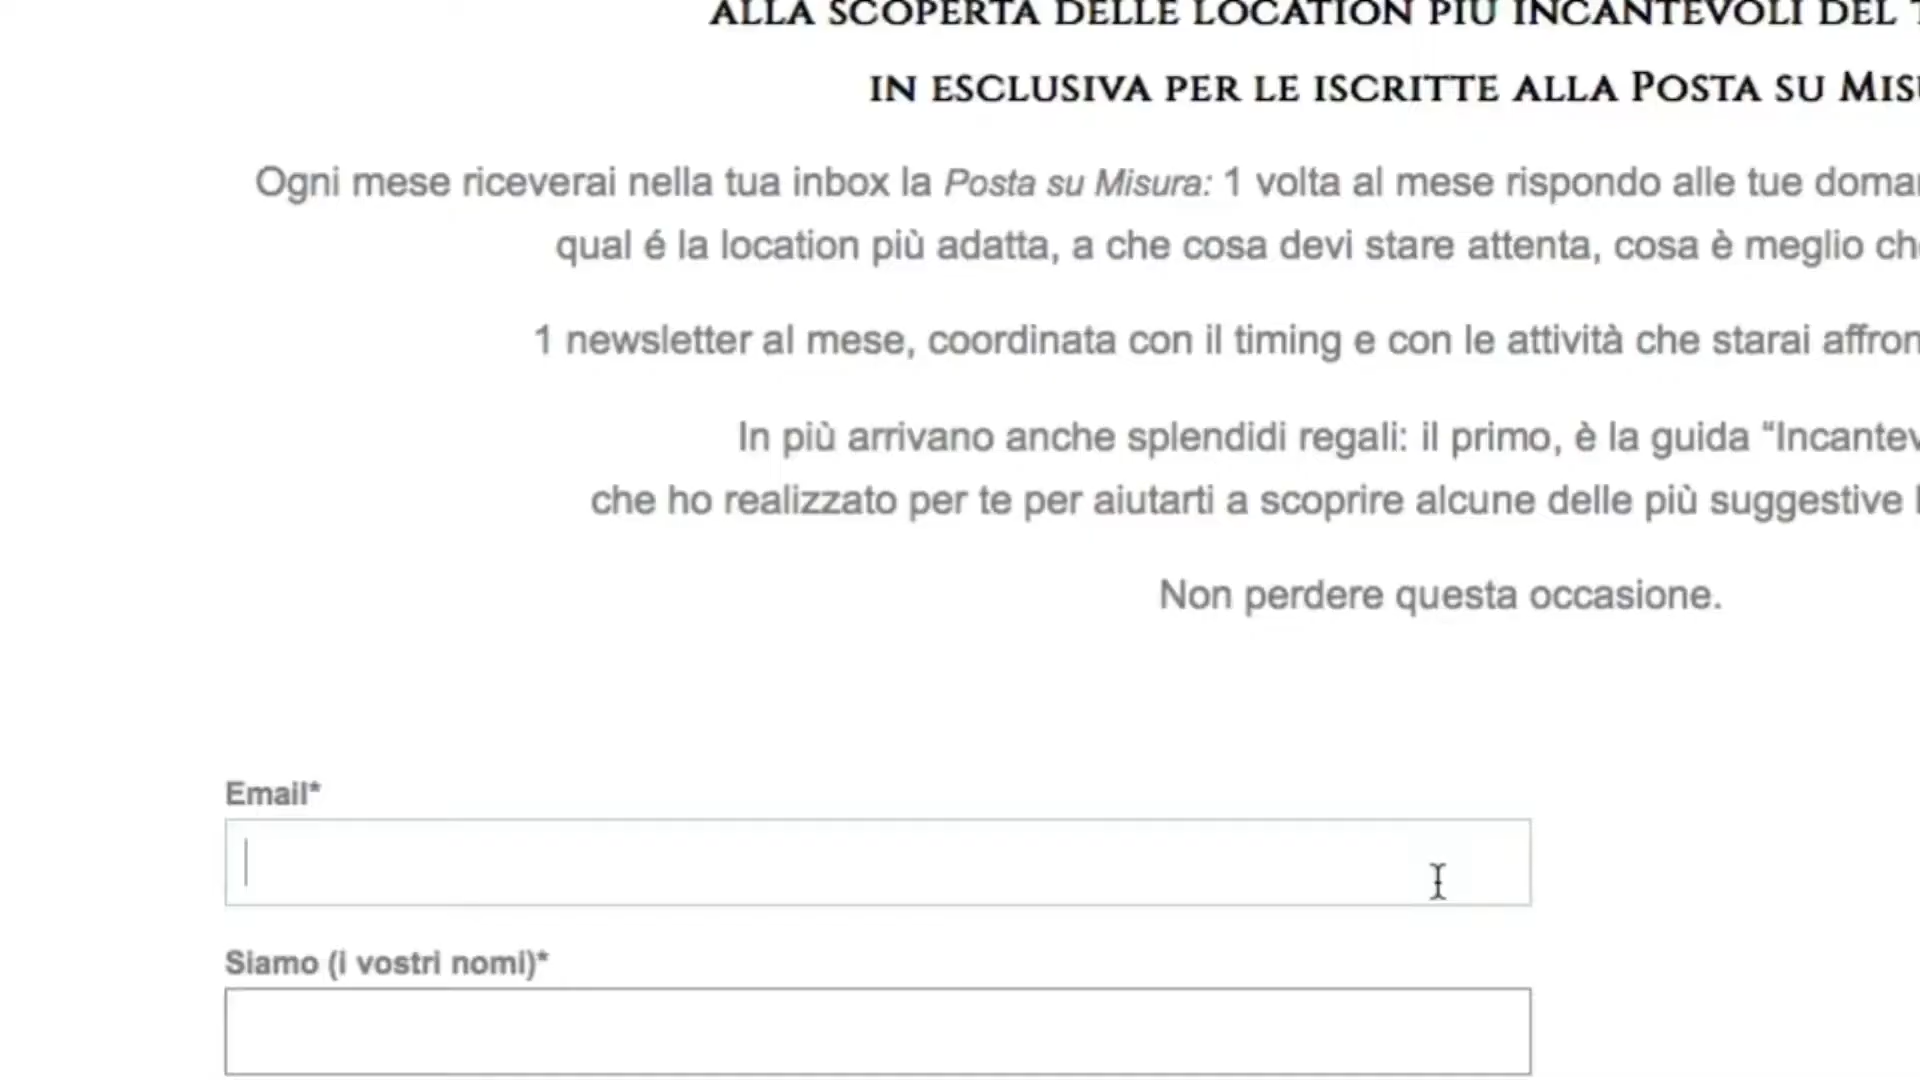 ALLA SCOPERTA DELLE LOCATION PIÙ INCANTEVOLI DEL
IN ESCLUSIVA PER LE ISCRITTE ALLA POSTA SU
Ogni mese riceverai nella tua inbox la Posta su Misura: 1 volta al mese rispondo alle tue
qual é la location più adatta, a che cosa devi stare attenta, cosa è meglio
1 newsletter al mese, coordinata con il timing e con le attività che starai
In più arrivano anche splendidi regali: il primo, è la guida “
che ho realizzato per te per aiutarti a scoprire alcune delle più suggestive
Non perdere questa occasione.
Email*
Siamo (i vostri nomi)*